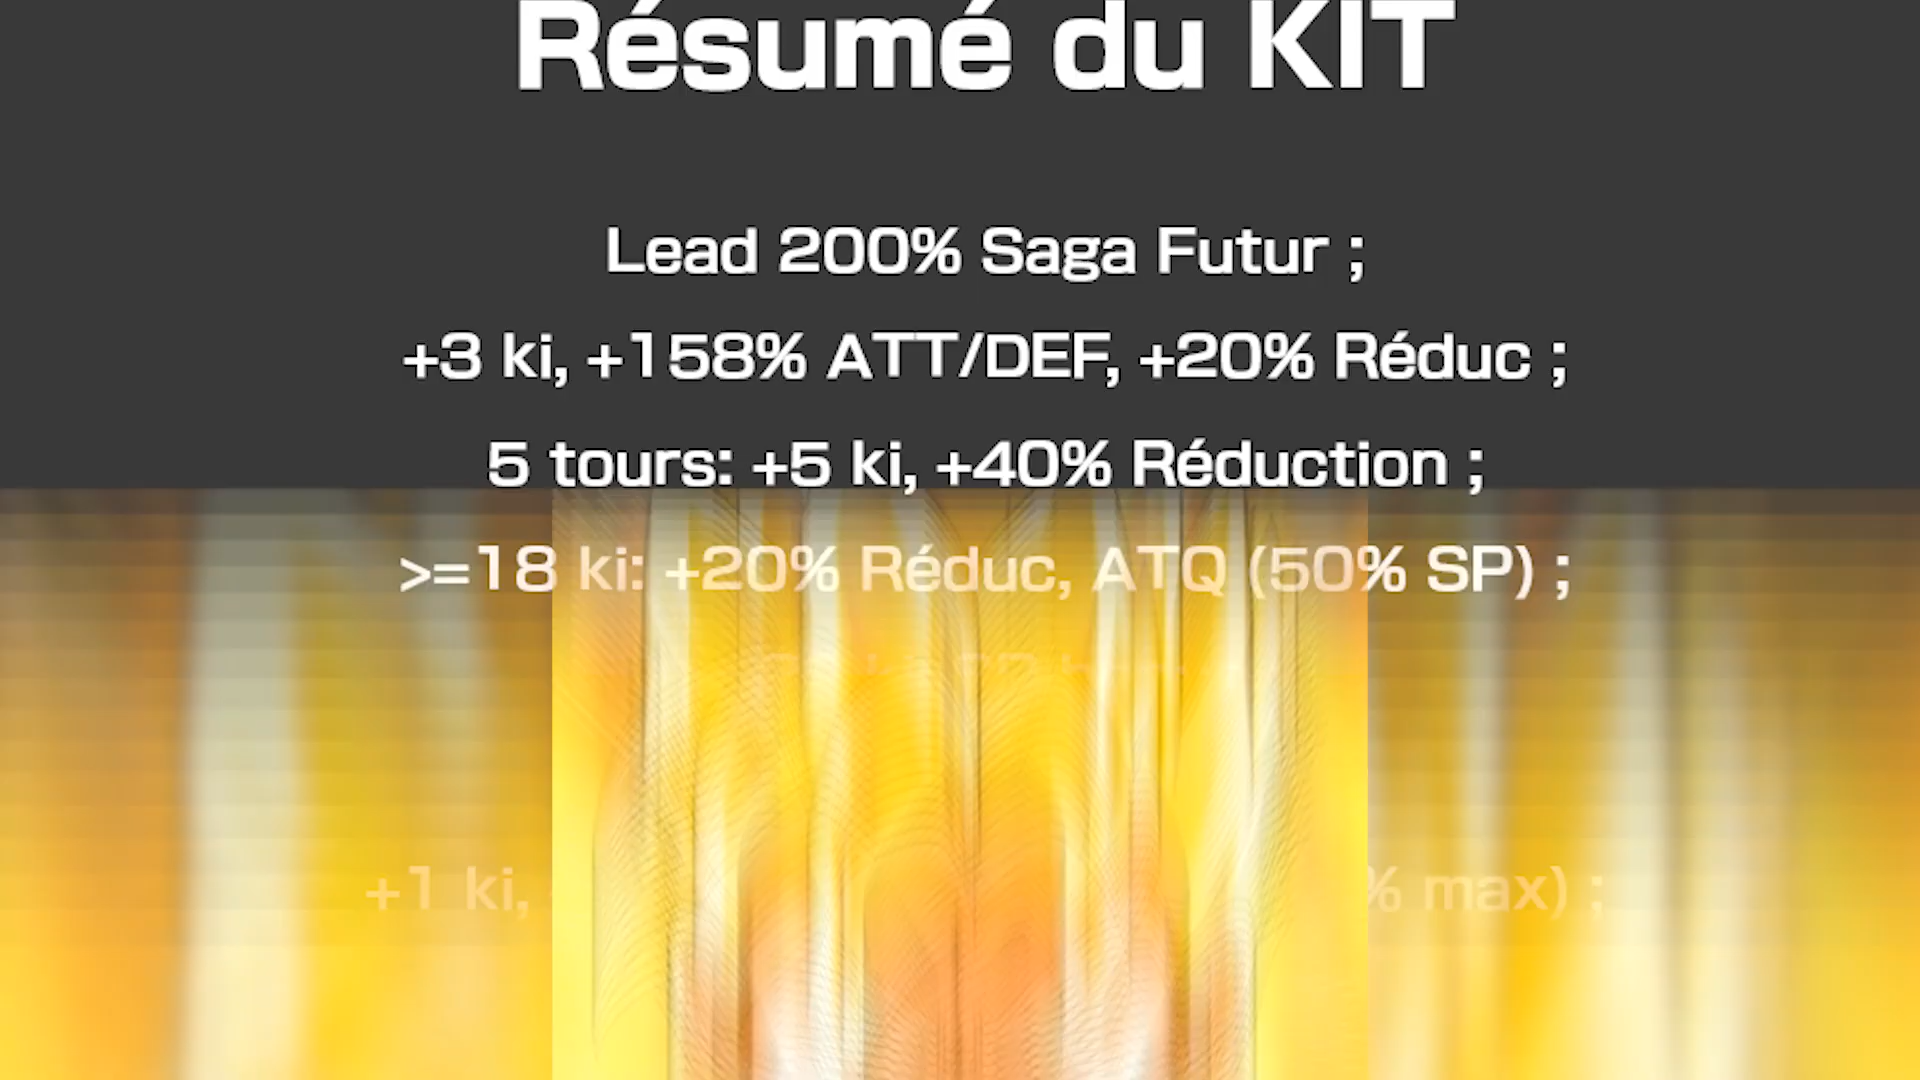 Résumé du KIT
Lead 200% Saga Futur ;
+3 ki, +158% ATT/DEF, +20% Réduc ;
5 tours: +5 ki, +40% Réduction ;
>=18 ki: +20% Réduc, ATQ (50% SP) ;
+1 ki, % max) ;